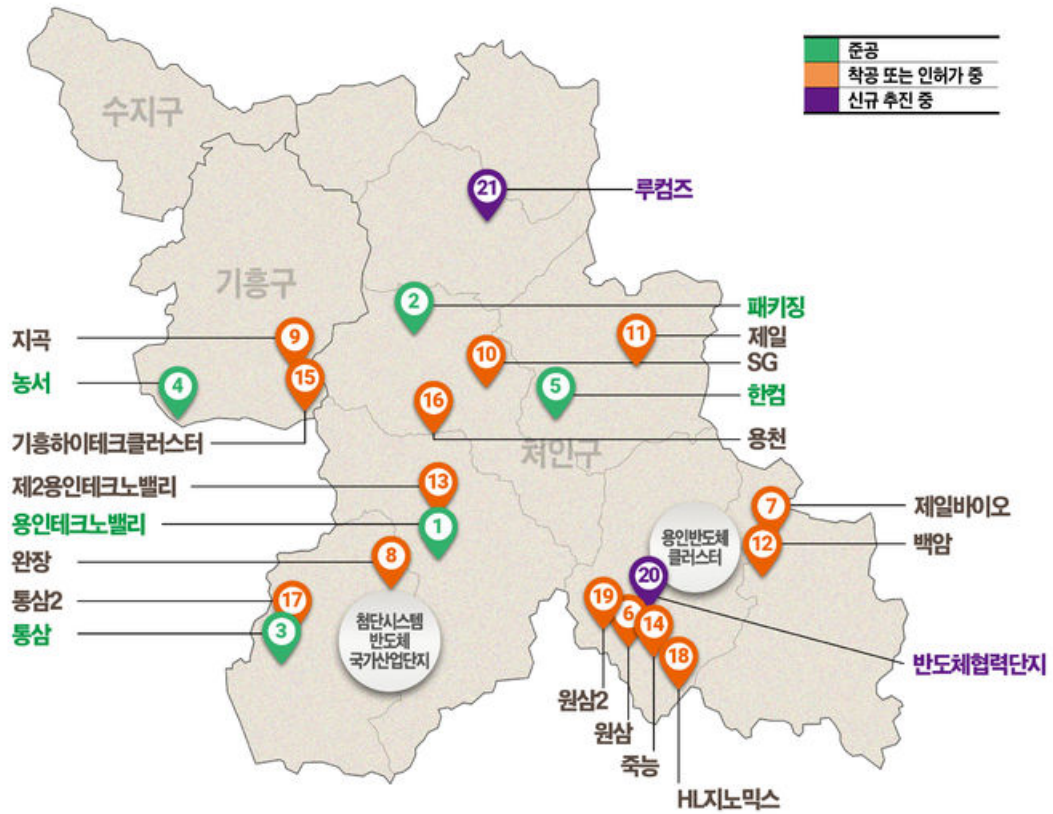 준공
착공 또는 인허가 중
신규 추진 중
수지구
21
루컴즈
기흥구
2
패키징
지곡
9
11
제일
10
SG
농서
4
15
5
한컴
16
기흥하이테크클러스터
용천
처인구
제2용인테크노밸리
13
7
제일바이오
용인테크노밸리
1
용인반도체
클러스터
12
백암
완장
8
20
통삼2
17
19
6
14
통삼
3
첨단시스템
반도체
국가산업단지
18
반도체협력단지
원삼2
원삼
죽능
HL지노믹스